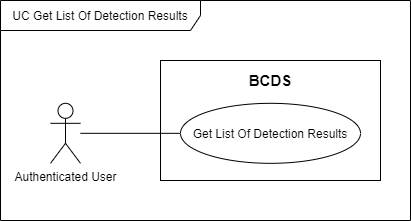 UC Get List Of Detection Results
BCDS
Get List Of Detection Results
Authenticated User